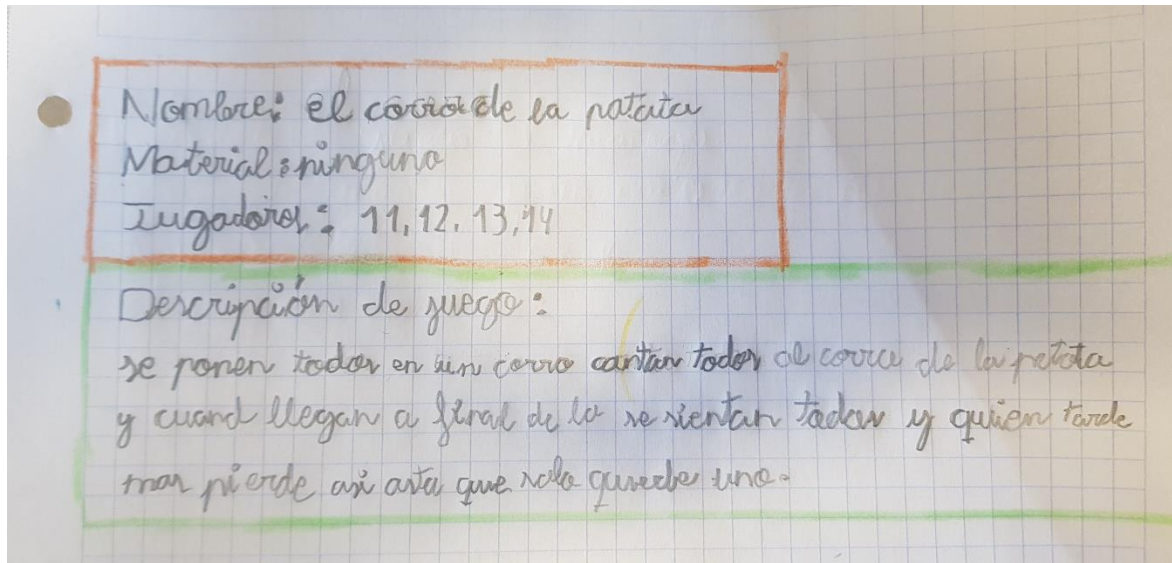 Nombre: el corro de la patata
Material: ninguno
Jugadores: 11, 12. 13, 14
Descripción de juego:
se ponen todos en un corro cantan todos al corro de la patata
y cuand llegan a final de la se sientan todos y quien tarde
mas pierde asi asta que solo quede uno.